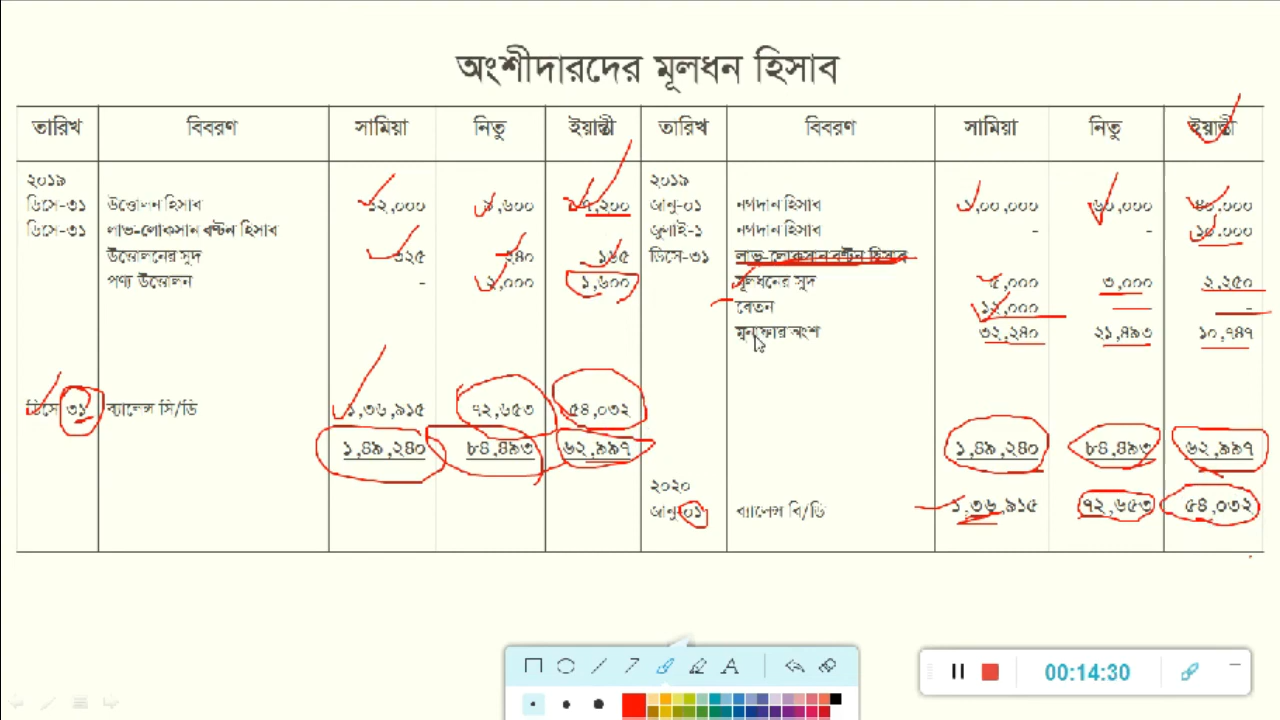 অংশীদারদের মূলধন হিসাব
তারিখ বিবরণ সামিয়া নিতু ইয়ান্তী তারিখ বিবরণ সামিয়া নিতু ইয়ান্তী
২০১৯ ২০১৯
ডিসে-৩১ উত্তোলন হিসাব ১২,০০০ ৯,৬০০ ৭,২০০ জানু-০১ নগদান হিসাব ১,০০,০০০ ৬০,০০০ ৪০,০০০
ডিসে-৩১ লাভ-লোকসান বণ্টন হিসাব জুলাই-১ নগদান হিসাব - - ১০,০০০
উত্তোলনের সুদ ৩২৫ ২৪০ ১৬৫ ডিসে-৩১ লাভ-লোকসান বণ্টন হিসাব
পণ্য উত্তোলন - ২,০০০ ১,৬০০ মূলধনের সুদ ৫,০০০ ৩,০০০ ২,২৫০
বেতন ১২,০০০ -
মুনাফার অংশ ৩২,২৪০ ২১,৪৯৩ ১০,৭৪৭
ডিসে ৩১ ব্যালেন্স সি/ডি ১,৩৬,৯১৫ ৭২,৬৫৩ ৫৪,০৩২
১,৪৯,২৪০ ৮৪,৪৯৩ ৬২,৯৯৭ ১,৪৯,২৪০ ৮৪,৪৯৩ ৬২,৯৯৭
২০২০
জানু-০১ ব্যালেন্স বি/ডি ১,৩৬,৯১৫ ৭২,৬৫৩ ৫৪,০৩২
A
00:14:30